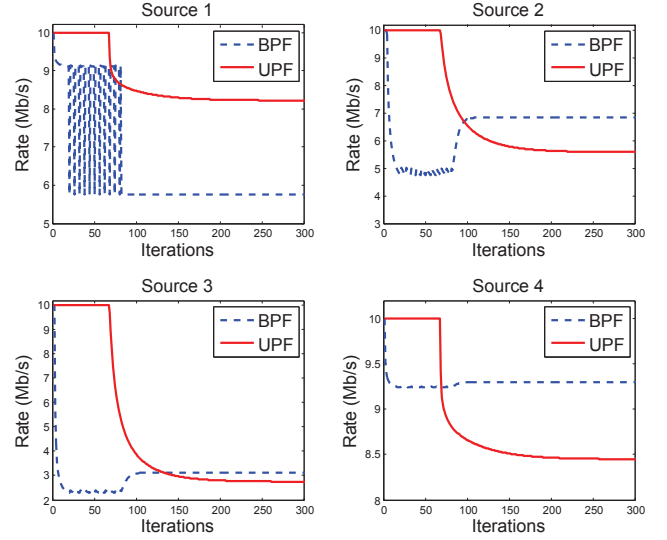 Source 1
Rate (Mb/s)
10
9
8
7
6
5
0 50 100 150 200 250 300
Iterations
BPF
UPF
Source 2
Rate (Mb/s)
10
9
8
7
6
5
4
3
0 50 100 150 200 250 300
Iterations
BPF
UPF
Source 3
Rate (Mb/s)
10
9
8
7
6
5
4
3
2
0 50 100 150 200 250 300
Iterations
BPF
UPF
Source 4
Rate (Mb/s)
10
9.5
9
8.5
8
0 50 100 150 200 250 300
Iterations
BPF
UPF